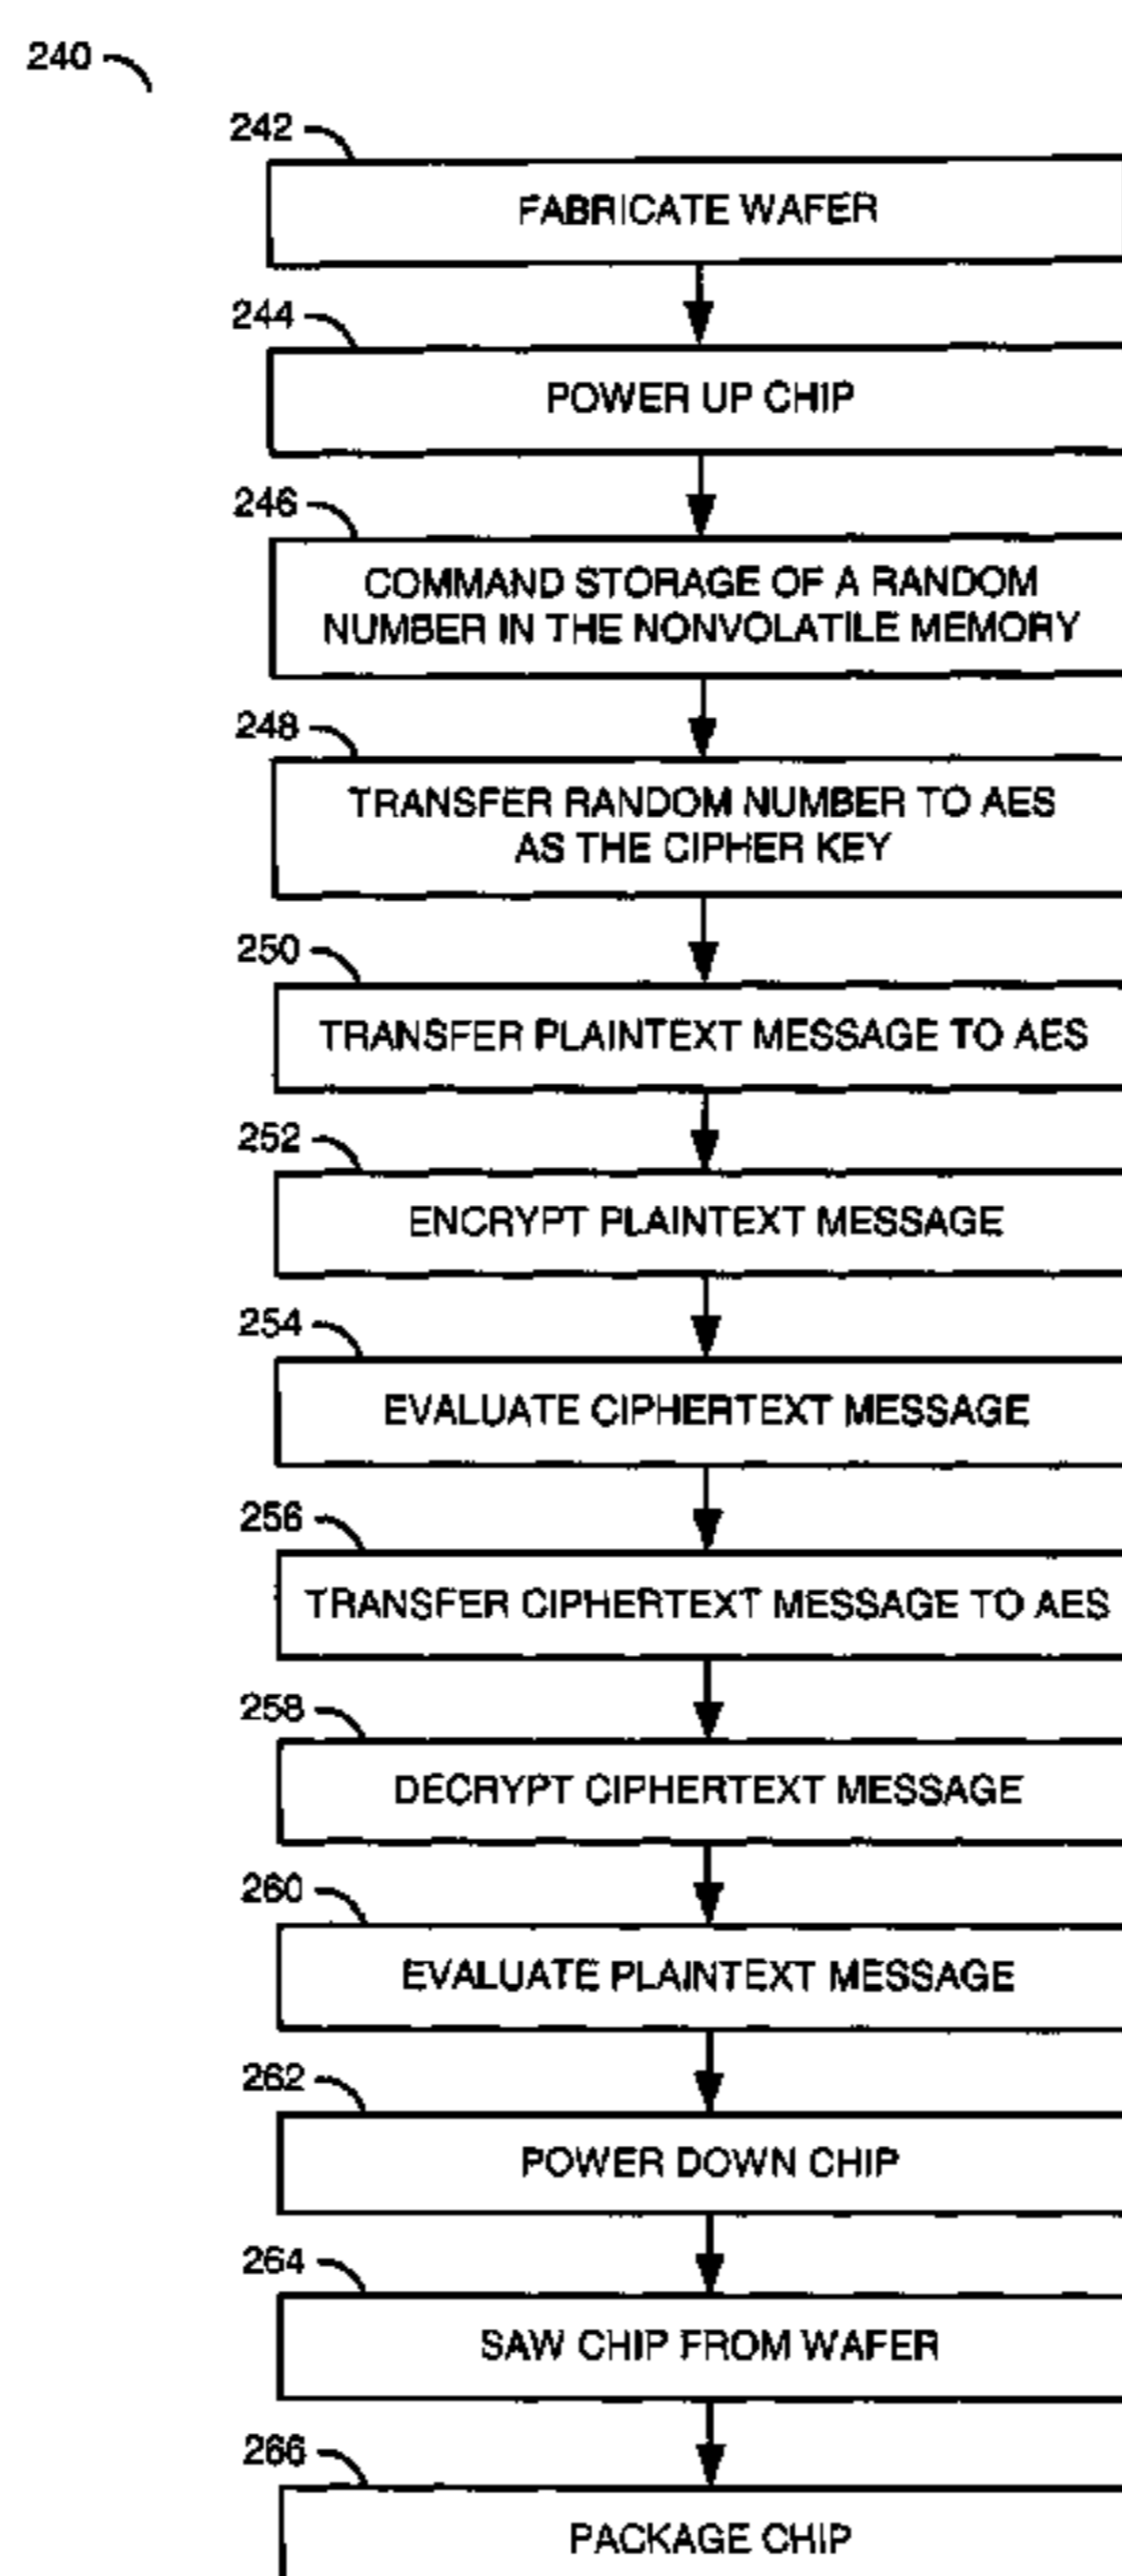 240
242
FABRICATE WAFER
244
POWER UP CHIP
246
COMMAND STORAGE OF A RANDOM
NUMBER IN THE NONVOLATILE MEMORY
248
TRANSFER RANDOM NUMBER TO AES
AS THE CIPHER KEY
250
TRANSFER PLAINTEXT MESSAGE TO AES
252
ENCRYPT PLAINTEXT MESSAGE
254
EVALUATE CIPHERTEXT MESSAGE
256
TRANSFER CIPHERTEXT MESSAGE TO AES
258
DECRYPT CIPHERTEXT MESSAGE
260
EVALUATE PLAINTEXT MESSAGE
262
POWER DOWN CHIP
264
SAW CHIP FROM WAFER
266
PACKAGE CHIP